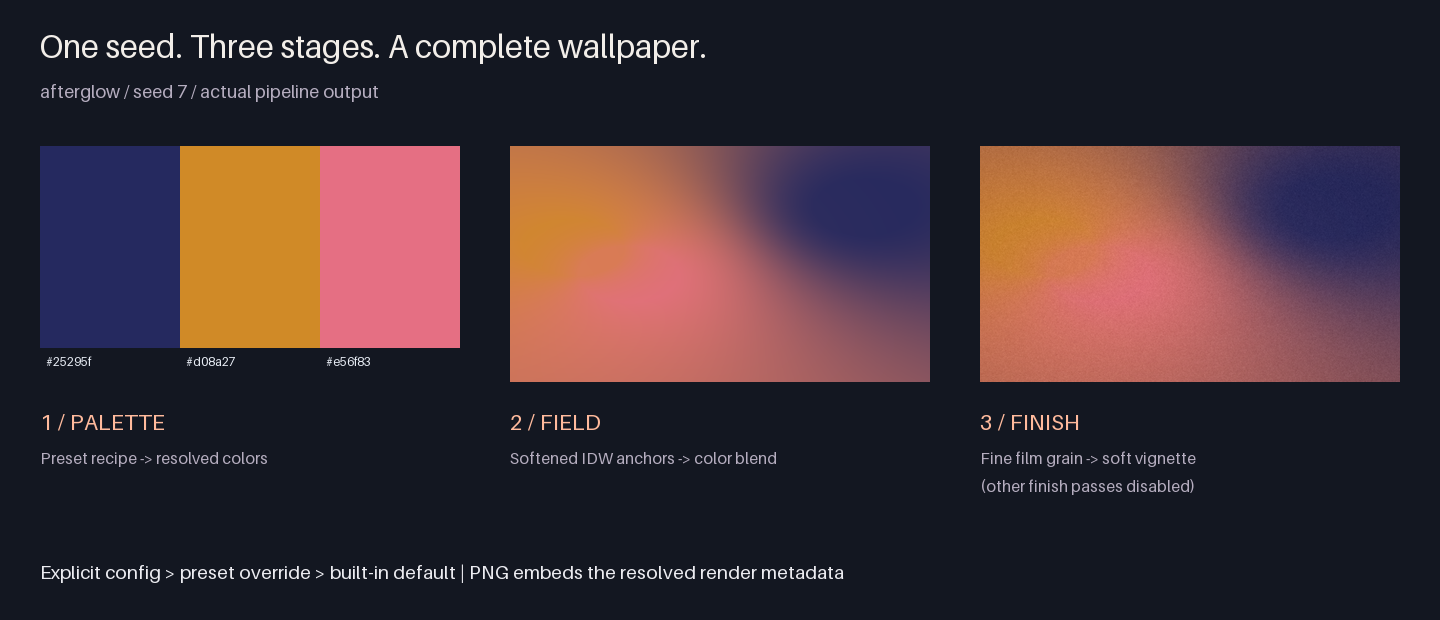 One seed. Three stages. A complete wallpaper.
afterglow / seed 7 / actual pipeline output
#25295f
#d08a27
#e56f83
1 / PALETTE
Preset recipe -> resolved colors
2 / FIELD
Softened IDW anchors -> color blend
3 / FINISH
Fine film grain -> soft vignette
(other finish passes disabled)
Explicit config > preset override > built-in default | PNG embeds the resolved render metadata